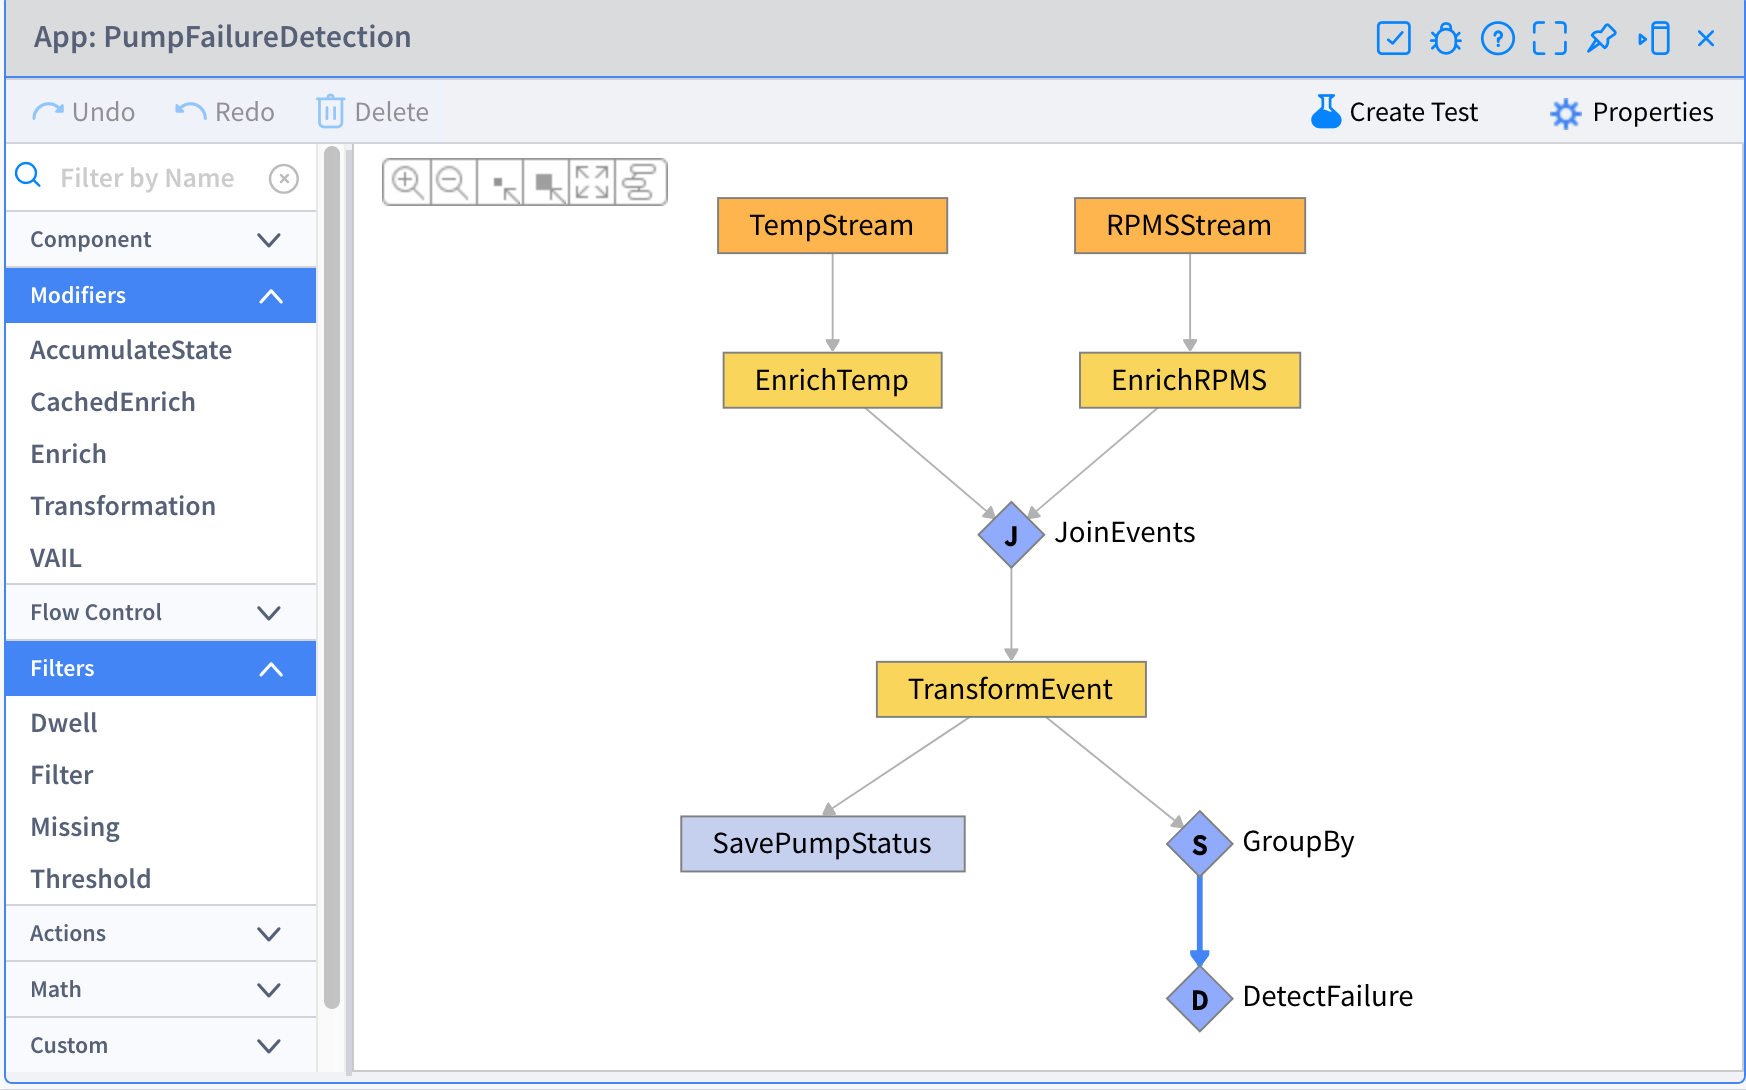 App: PumpFailureDetection
Undo Redo Delete Create Test Properties
Filter by Name
Component
Modifiers
AccumulateState
CachedEnrich
Enrich
Transformation
VAIL
Flow Control
Filters
Dwell
Filter
Missing
Threshold
Actions
Math
Custom
TempStream RPMSStream
EnrichTemp EnrichRPMS
J JoinEvents
TransformEvent
SavePumpStatus S GroupBy
D DetectFailure